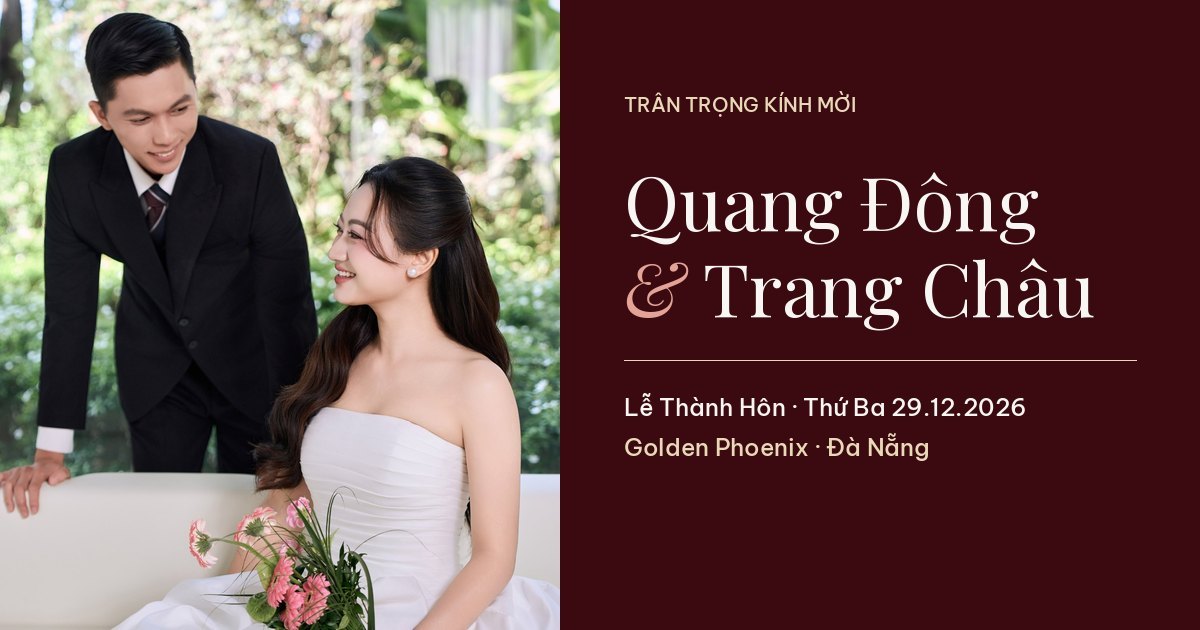 TRÂN TRỌNG KÍNH MỜI
Quang Đông
& Trang Châu
Lễ Thành Hôn · Thứ Ba 29.12.2026
Golden Phoenix · Đà Nẵng